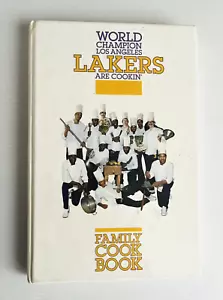 WORLD
CHAMPION
LOS ANGELES
LAKERS
ARE COOKIN'
FAMILY
COOK
BOOK